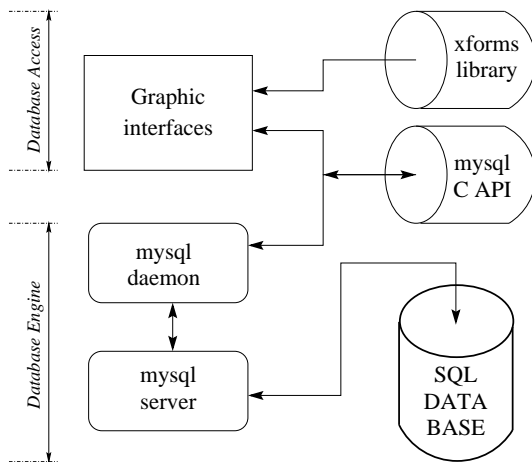 Database Access
Graphic
interfaces
xforms
library
mysql
C API
Database Engine
mysql
daemon
mysql
server
SQL
DATA
BASE